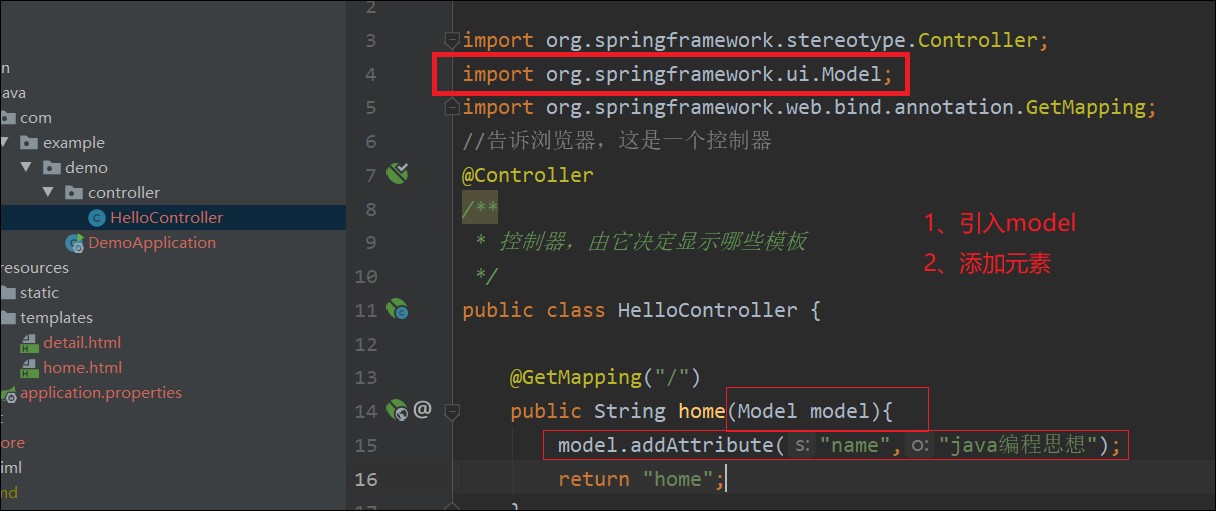 n
ava
com
example
demo
controller
HelloController
DemoApplication
resources
static
templates
detail.html
home.html
application.properties
t
ore
iml
md
2
3 import org.springframework.stereotype.Controller;
4 import org.springframework.ui.Model;
5 import org.springframework.web.bind.annotation.GetMapping;
6 //告诉浏览器，这是一个控制器
7 @Controller
8 /**
9 * 控制器，由它决定显示哪些模板
10 */
11 public class HelloController {
12
13 @GetMapping("/")
14 @ public String home(Model model){
15 model.addAttribute( s: "name", o: "java编程思想");
16 return "home";
17 }
1、引入model
2、添加元素